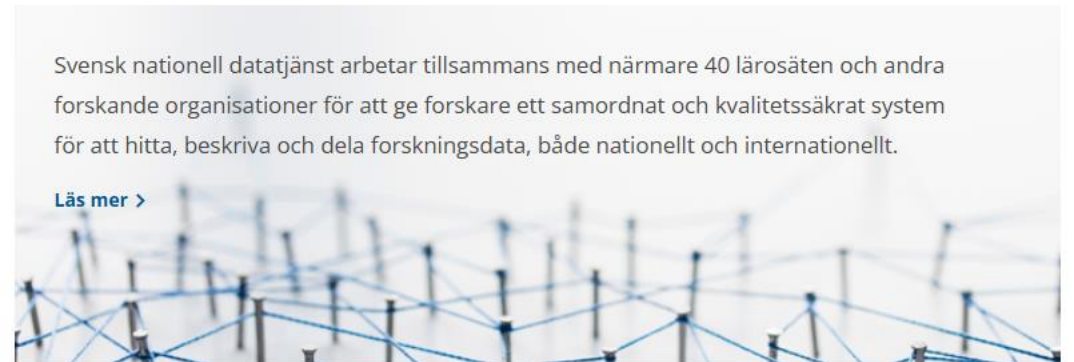 Svensk nationell datatjänst arbetar tillsammans med närmare 40 lärosäten och andra
forskande organisationer för att ge forskare ett samordnat och kvalitetssäkrat system
för att hitta, beskriva och dela forskningsdata, både nationellt och internationellt.
Läs mer >